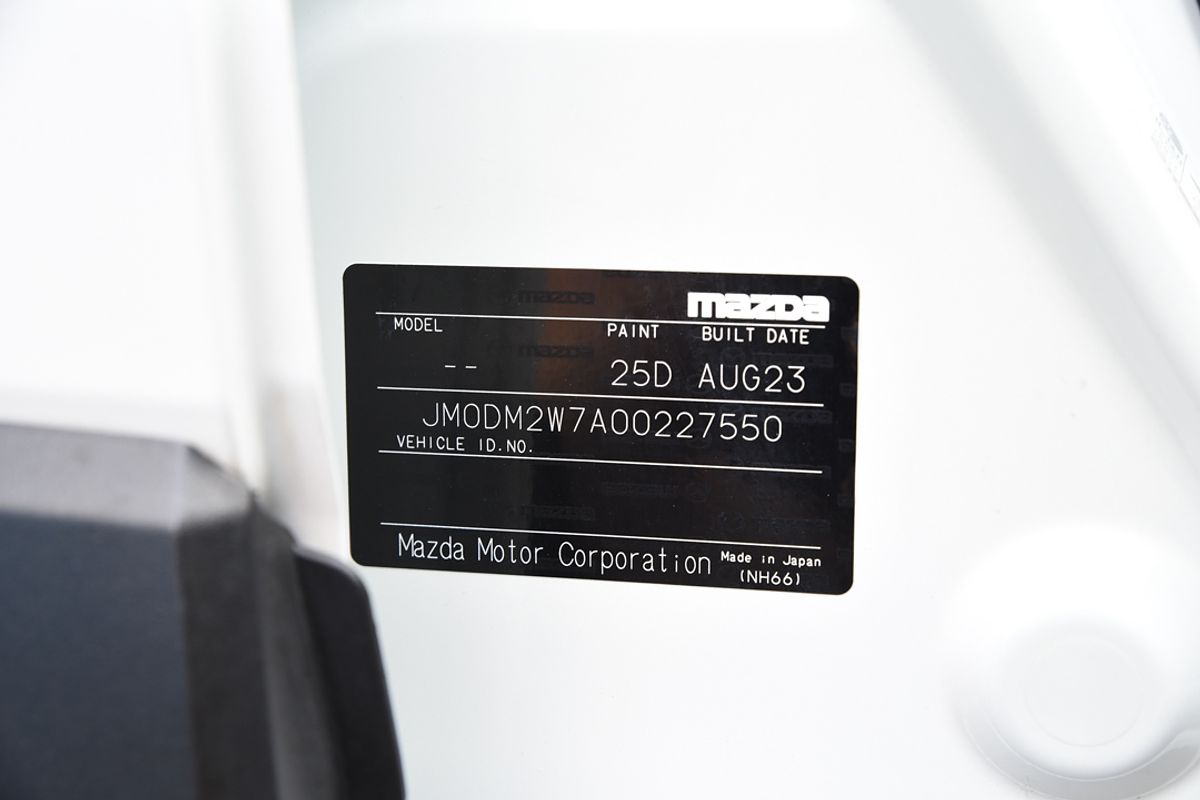 mazda
MODEL PAINT BUILT DATE
-- 25D AUG23
JM0DM2W7A00227550
VEHICLE ID.NO.
Mazda Motor Corporation Made in Japan
(NH66)